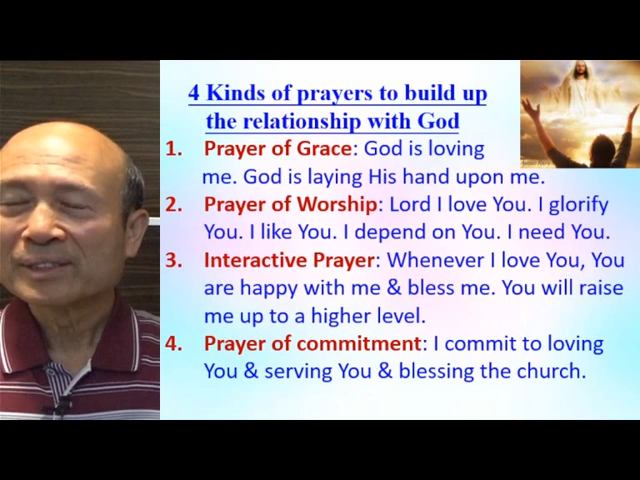 4 Kinds of prayers to build up
the relationship with God
1. Prayer of Grace: God is loving
me. God is laying His hand upon me.
2. Prayer of Worship: Lord I love You. I glorify
You. I like You. I depend on You. I need You.
3. Interactive Prayer: Whenever I love You, You
are happy with me & bless me. You will raise
me up to a higher level.
4. Prayer of commitment: I commit to loving
You & serving You & blessing the church.